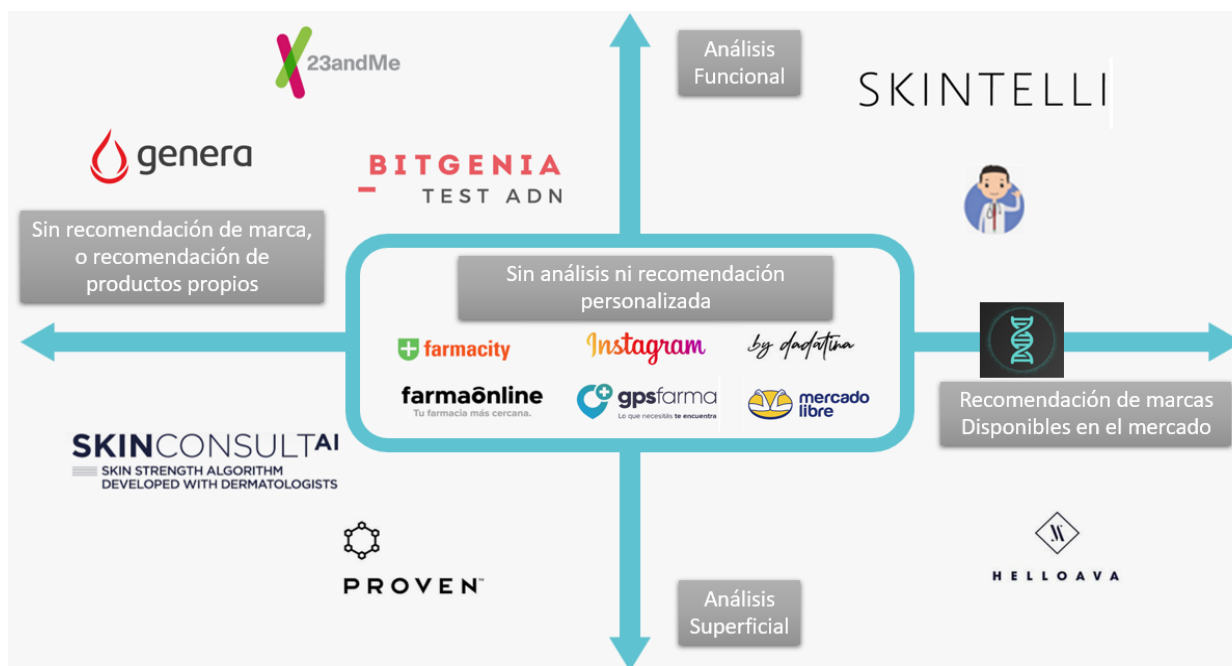 23andMe
Análisis
Funcional
SKINTELLI
genera
BITGENIA
TEST ADN
Sin recomendación de marca,
o recomendación de
productos propios
Sin análisis ni recomendación
personalizada
farmacity
Instagram
by dadatina
farmaonline
Tu farmacia más cercana.
gpsfarma
Lo que necesitás te encuentra
mercado
libre
Recomendación de marcas
Disponibles en el mercado
SKINCONSULTAI
SKIN STRENGTH ALGORITHM
DEVELOPED WITH DERMATOLOGISTS
PROVEN™
HELLOAVA
Análisis
Superficial